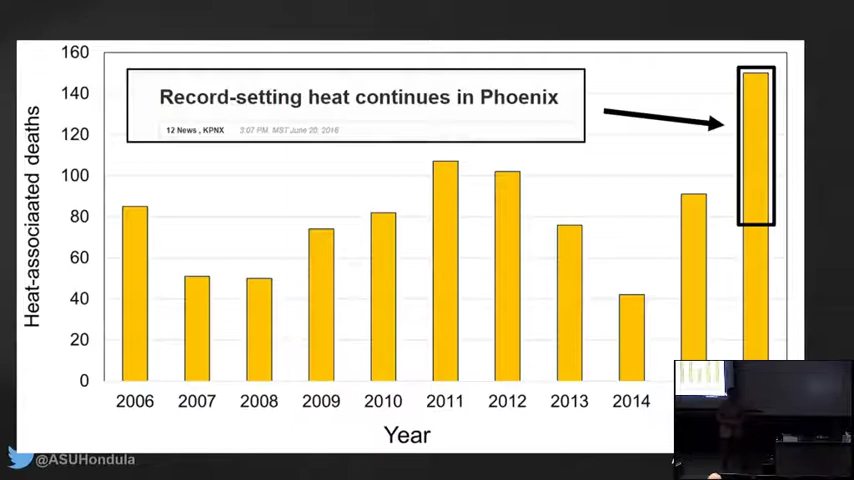 160
140
120
100
80
60
40
20
0
Heat-associaated deaths
Record-setting heat continues in Phoenix
12 News , KPNX 3:07 PM. MST June 20, 2016
2006 2007 2008 2009 2010 2011 2012 2013 2014
Year
@ASUHondula